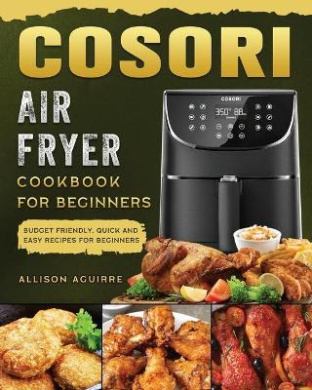 COSORI
AIR
FRYER
COOKBOOK
FOR BEGINNERS
BUDGET FRIENDLY, QUICK AND
EASY RECIPES FOR BEGINNERS
ALLISON AGUIRRE
COSORI